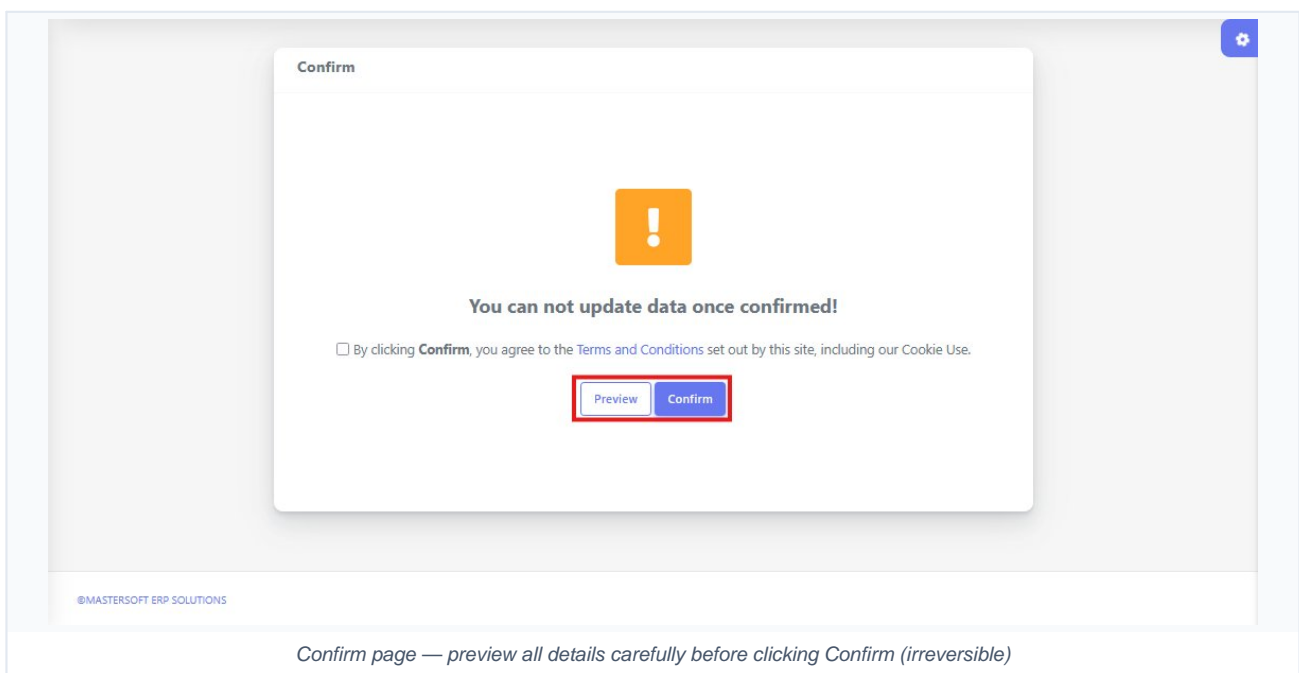 Confirm
!
You can not update data once confirmed!
By clicking Confirm, you agree to the Terms and Conditions set out by this site, including our Cookie Use.
Preview Confirm
©MASTERSOFT ERP SOLUTIONS
Confirm page — preview all details carefully before clicking Confirm (irreversible)